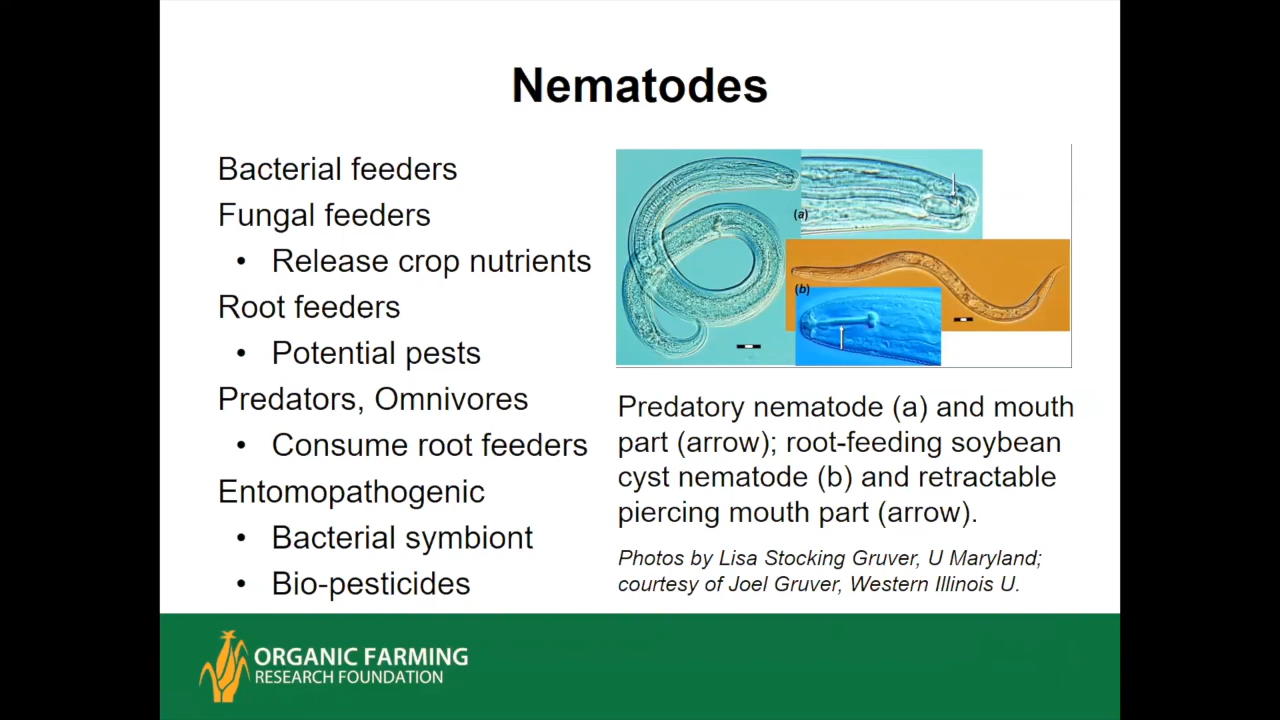 Nematodes
Bacterial feeders
Fungal feeders
• Release crop nutrients
Root feeders
• Potential pests
Predators, Omnivores
• Consume root feeders
Entomopathogenic
• Bacterial symbiont
• Bio-pesticides
(a)
(b)
Predatory nematode (a) and mouth
part (arrow); root-feeding soybean
cyst nematode (b) and retractable
piercing mouth part (arrow).
Photos by Lisa Stocking Gruver, U Maryland;
courtesy of Joel Gruver, Western Illinois U.
ORGANIC FARMING
RESEARCH FOUNDATION